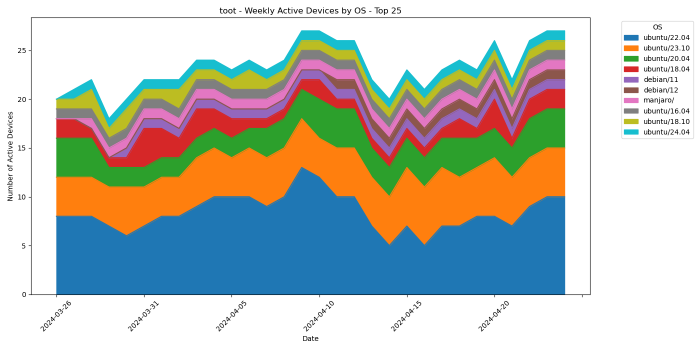 toot - Weekly Active Devices by OS - Top 25
Number of Active Devices
25
20
15
10
5
0
2024-03-26
2024-03-31
2024-04-05
2024-04-10
2024-04-15
2024-04-20
Date
OS
ubuntu/22.04
ubuntu/23.10
ubuntu/20.04
ubuntu/18.04
debian/11
debian/12
manjaro/
ubuntu/16.04
ubuntu/18.10
ubuntu/24.04